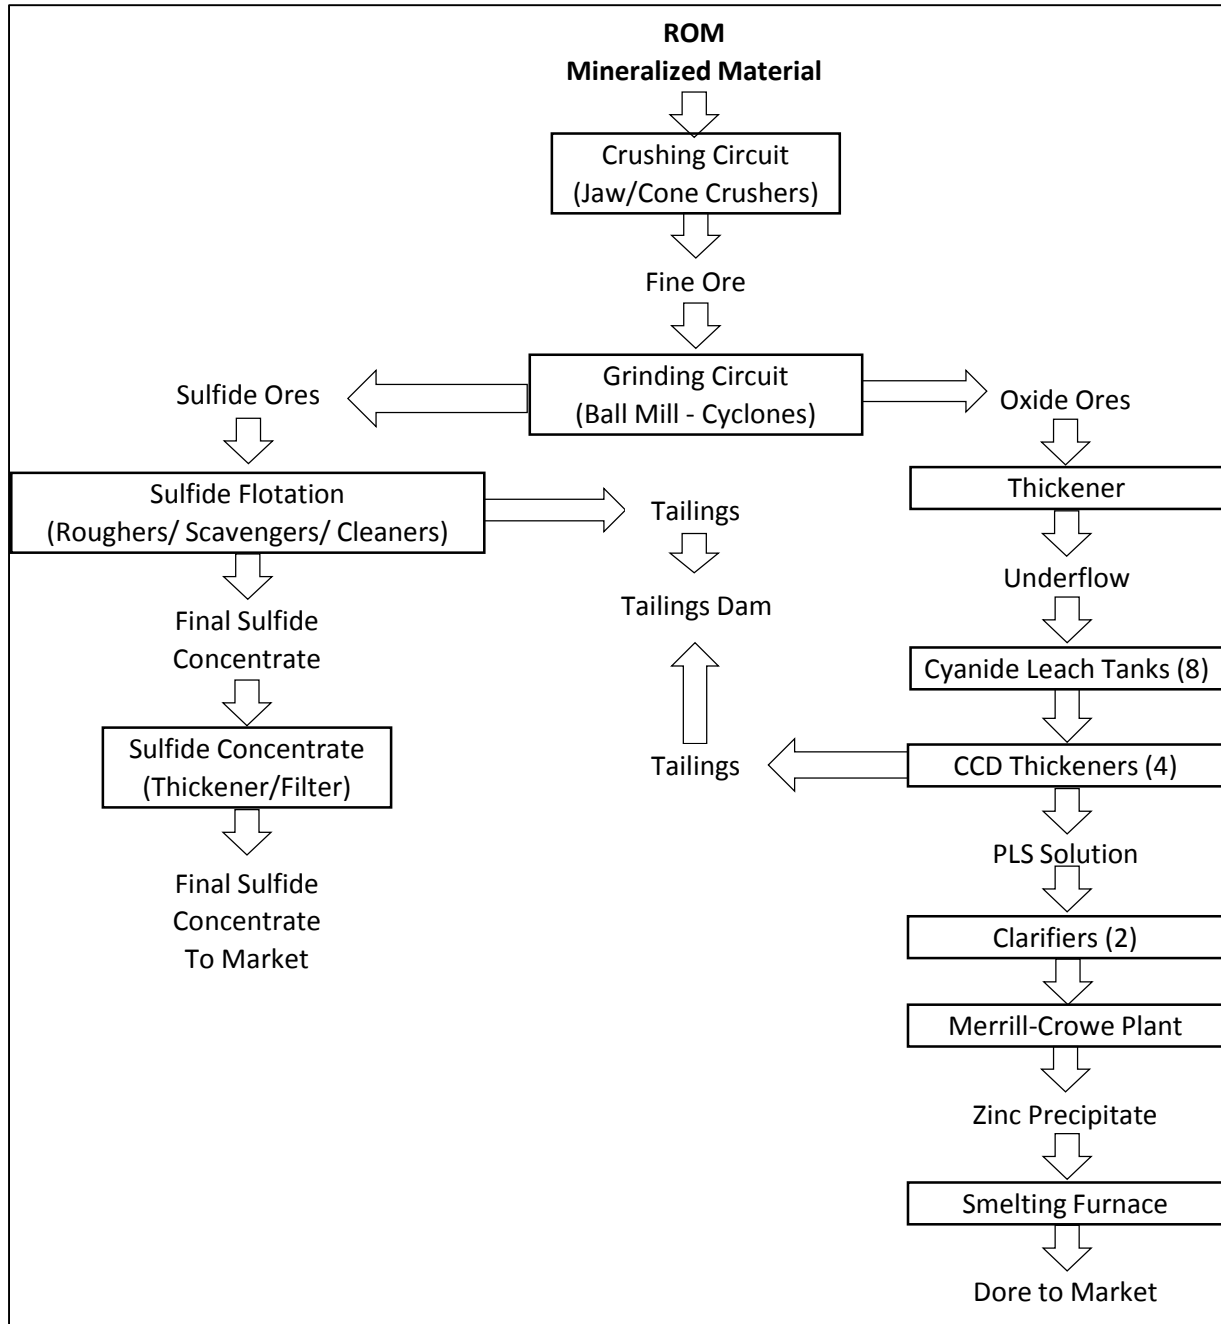 ROM
Mineralized Material
Crushing Circuit
(Jaw/Cone Crushers)
Fine Ore
Grinding Circuit
(Ball Mill - Cyclones)
Sulfide Ores
Sulfide Flotation
(Roughers/ Scavengers/ Cleaners)
Final Sulfide
Concentrate
Sulfide Concentrate
(Thickener/Filter)
Final Sulfide
Concentrate
To Market
Tailings
Tailings Dam
Tailings
Oxide Ores
Thickener
Underflow
Cyanide Leach Tanks (8)
CCD Thickeners (4)
PLS Solution
Clarifiers (2)
Merrill-Crowe Plant
Zinc Precipitate
Smelting Furnace
Dore to Market